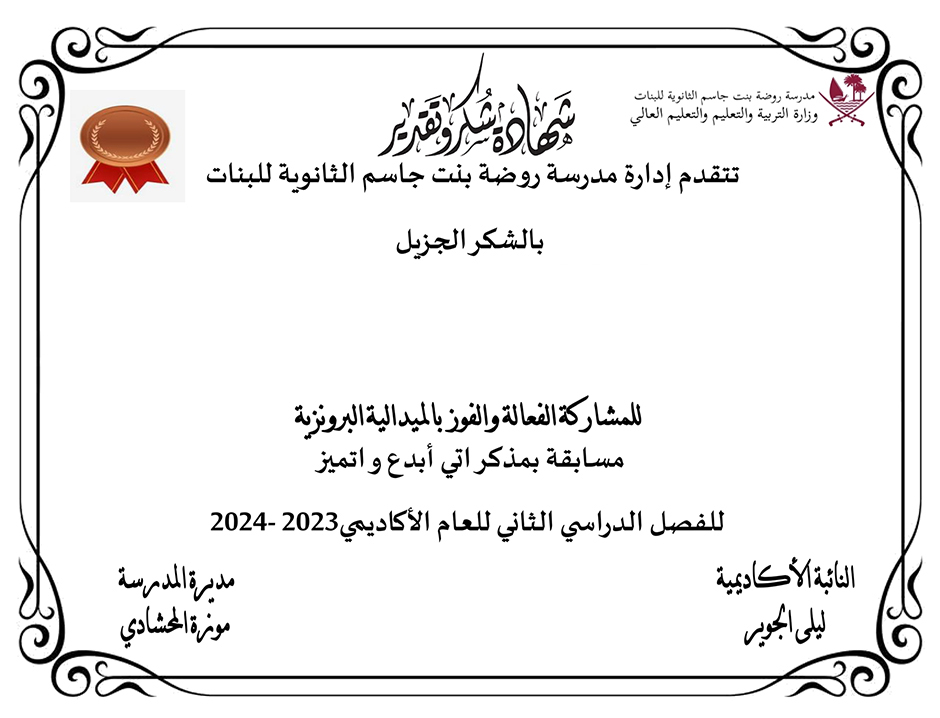 مدرسة روضة بنت جاسم الثانوية للبنات
وزارة التربية والتعليم والتعليم العالي
شهادة شكر وتقدير
تتقدم إدارة مدرسة روضة بنت جاسم الثانوية للبنات
بالشكر الجزيل
للمشاركة الفعالة والفوز بالميدالية البرونزية
مسابقة بمذكراتي أبدع واتميز
للفصل الدراسي الثاني للعام الأكاديمي2023 -2024
النائبة الأكاديمية
ليلى الجوير
مديرة المدرسة
موزة المحشادي